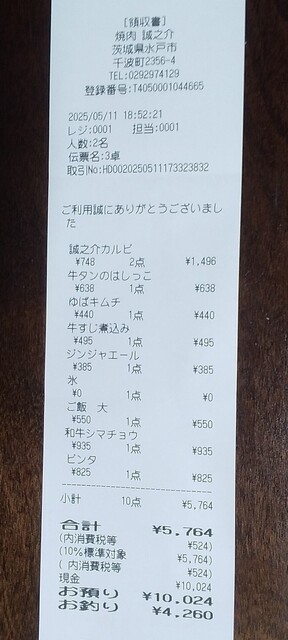 [領収書]
焼肉 誠之介
茨城県水戸市
千波町2356-4
TEL:0292974129
登録番号:T4050001044665
2025/05/11 18:52:21
レジ:0001 担当:0001
人数:2名
伝票名:3卓
取引No:HD0020250511173323832
ご利用誠にありがとうございまし
た
誠之介カルビ
¥748 2点 ¥1,496
牛タンのはしっこ
¥638 1点 ¥638
ゆばキムチ
¥440 1点 ¥440
牛すじ煮込み
¥495 1点 ¥495
ジンジャエール
¥385 1点 ¥385
氷
¥0 1点 ¥0
ご飯 大
¥550 1点 ¥550
和牛シマチョウ
¥935 1点 ¥935
ビンタ
¥825 1点 ¥825
小計 10点 ¥5,764
合計 ¥5,764
(内消費税等 ¥524)
(10%標準対象 ¥5,764)
( 内消費税等 ¥524)
現金 ¥10,024
お預り ¥10,024
お釣り ¥4,260